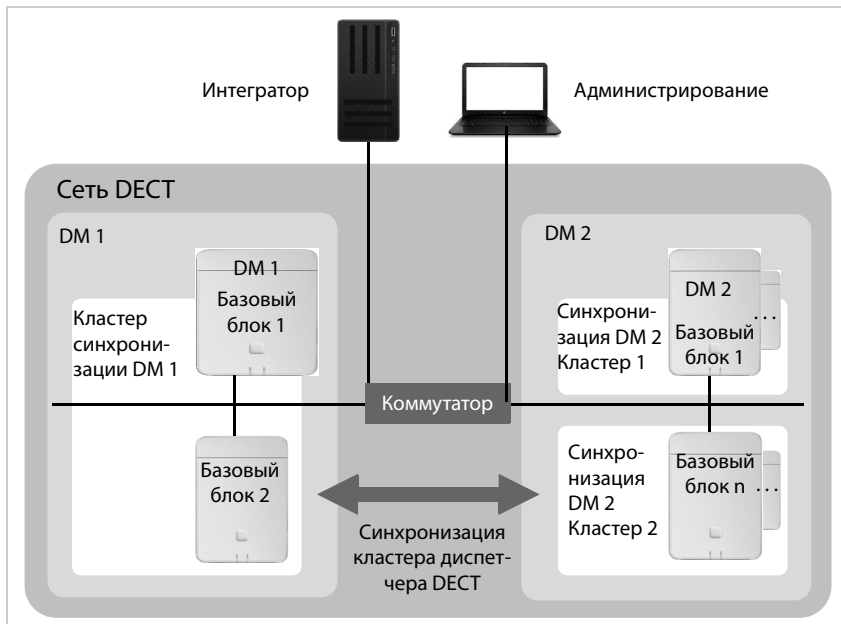 Интегратор
Администрирование
Сеть DECT
DM 1
DM 1
Базовый
блок 1
Кластер
синхрони-
зации DM 1
Базовый
блок 2
Коммутатор
Синхронизация
кластера диспет-
чера DECT
DM 2
DM 2
Базовый
блок 1
...
Синхрони-
зация DM 2
Кластер 1
Синхро-
низация
DM 2
Кластер 2
Базовый
блок n
...